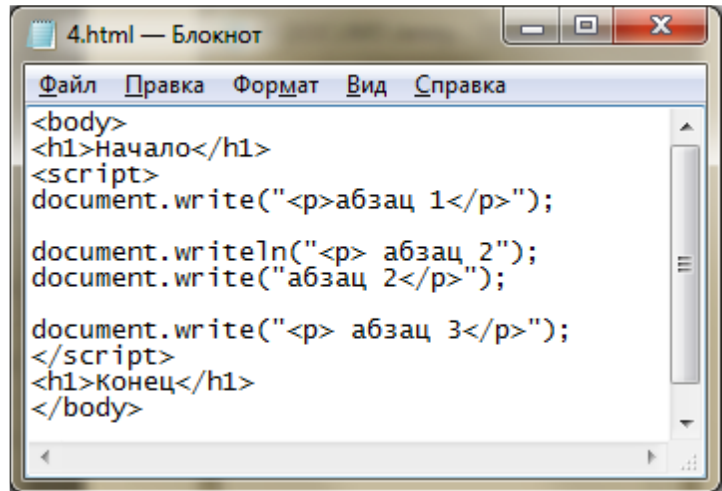 4.html — Блокнот
Файл Правка Формат Вид Справка
<body>
<h1>Начало</h1>
<script>
document.write("<p>абзац 1</p>");
document.writeln("<p> абзац 2");
document.write("абзац 2</p>");
document.write("<p> абзац 3</p>");
</script>
<h1>Конец</h1>
</body>